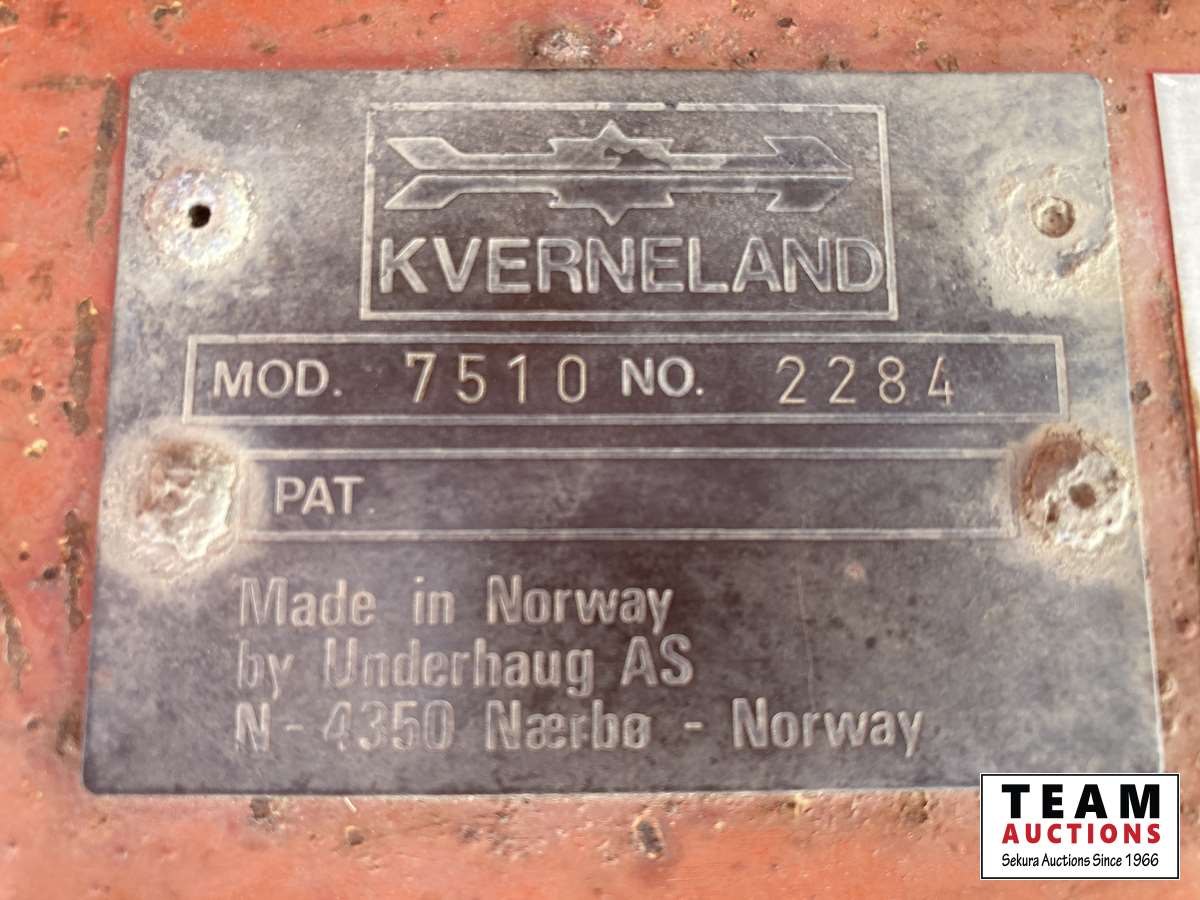 KVERNELAND
MOD. 7510 NO. 2284
PAT
Made in Norway
by Underhaug AS
N - 4350 Nærbø - Norway
TEAM
AUCTIONS
Sekura Auctions Since 1966